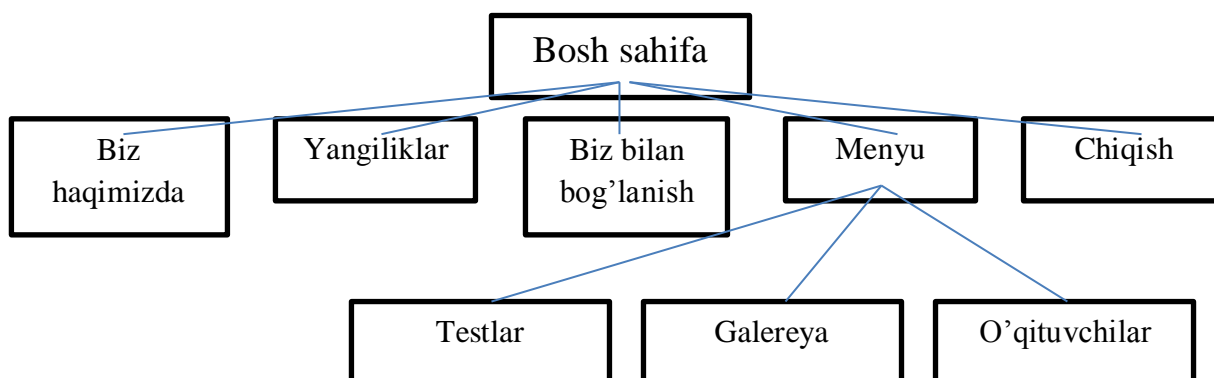 Bosh sahifa
Biz
haqimizda
Yangiliklar
Biz bilan
bog’lanish
Menyu
Chiqish
Testlar
Galereya
O’qituvchilar